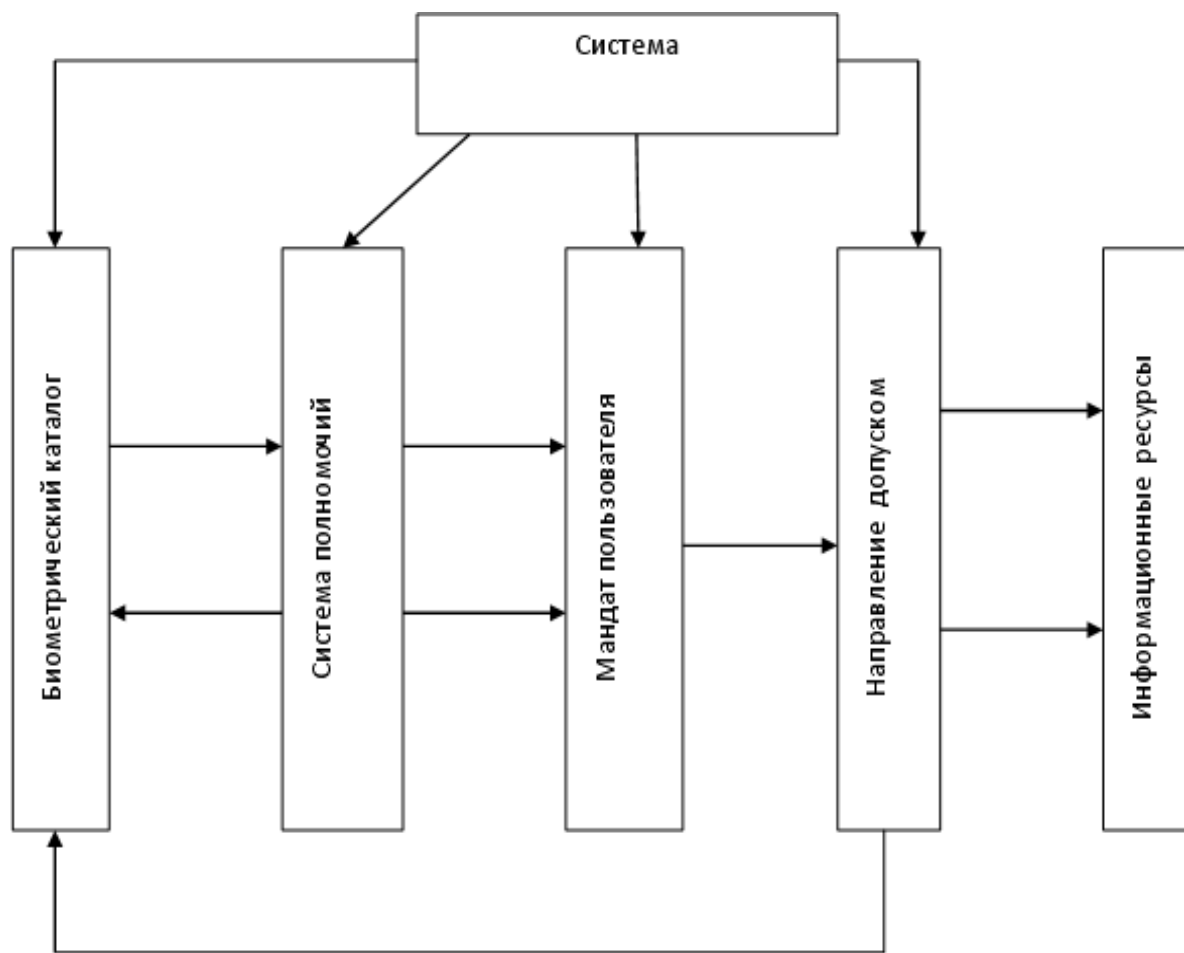 Система
Биометрический каталог
Система полномочий
Мандат пользователя
Направление допуском
Информационные ресурсы